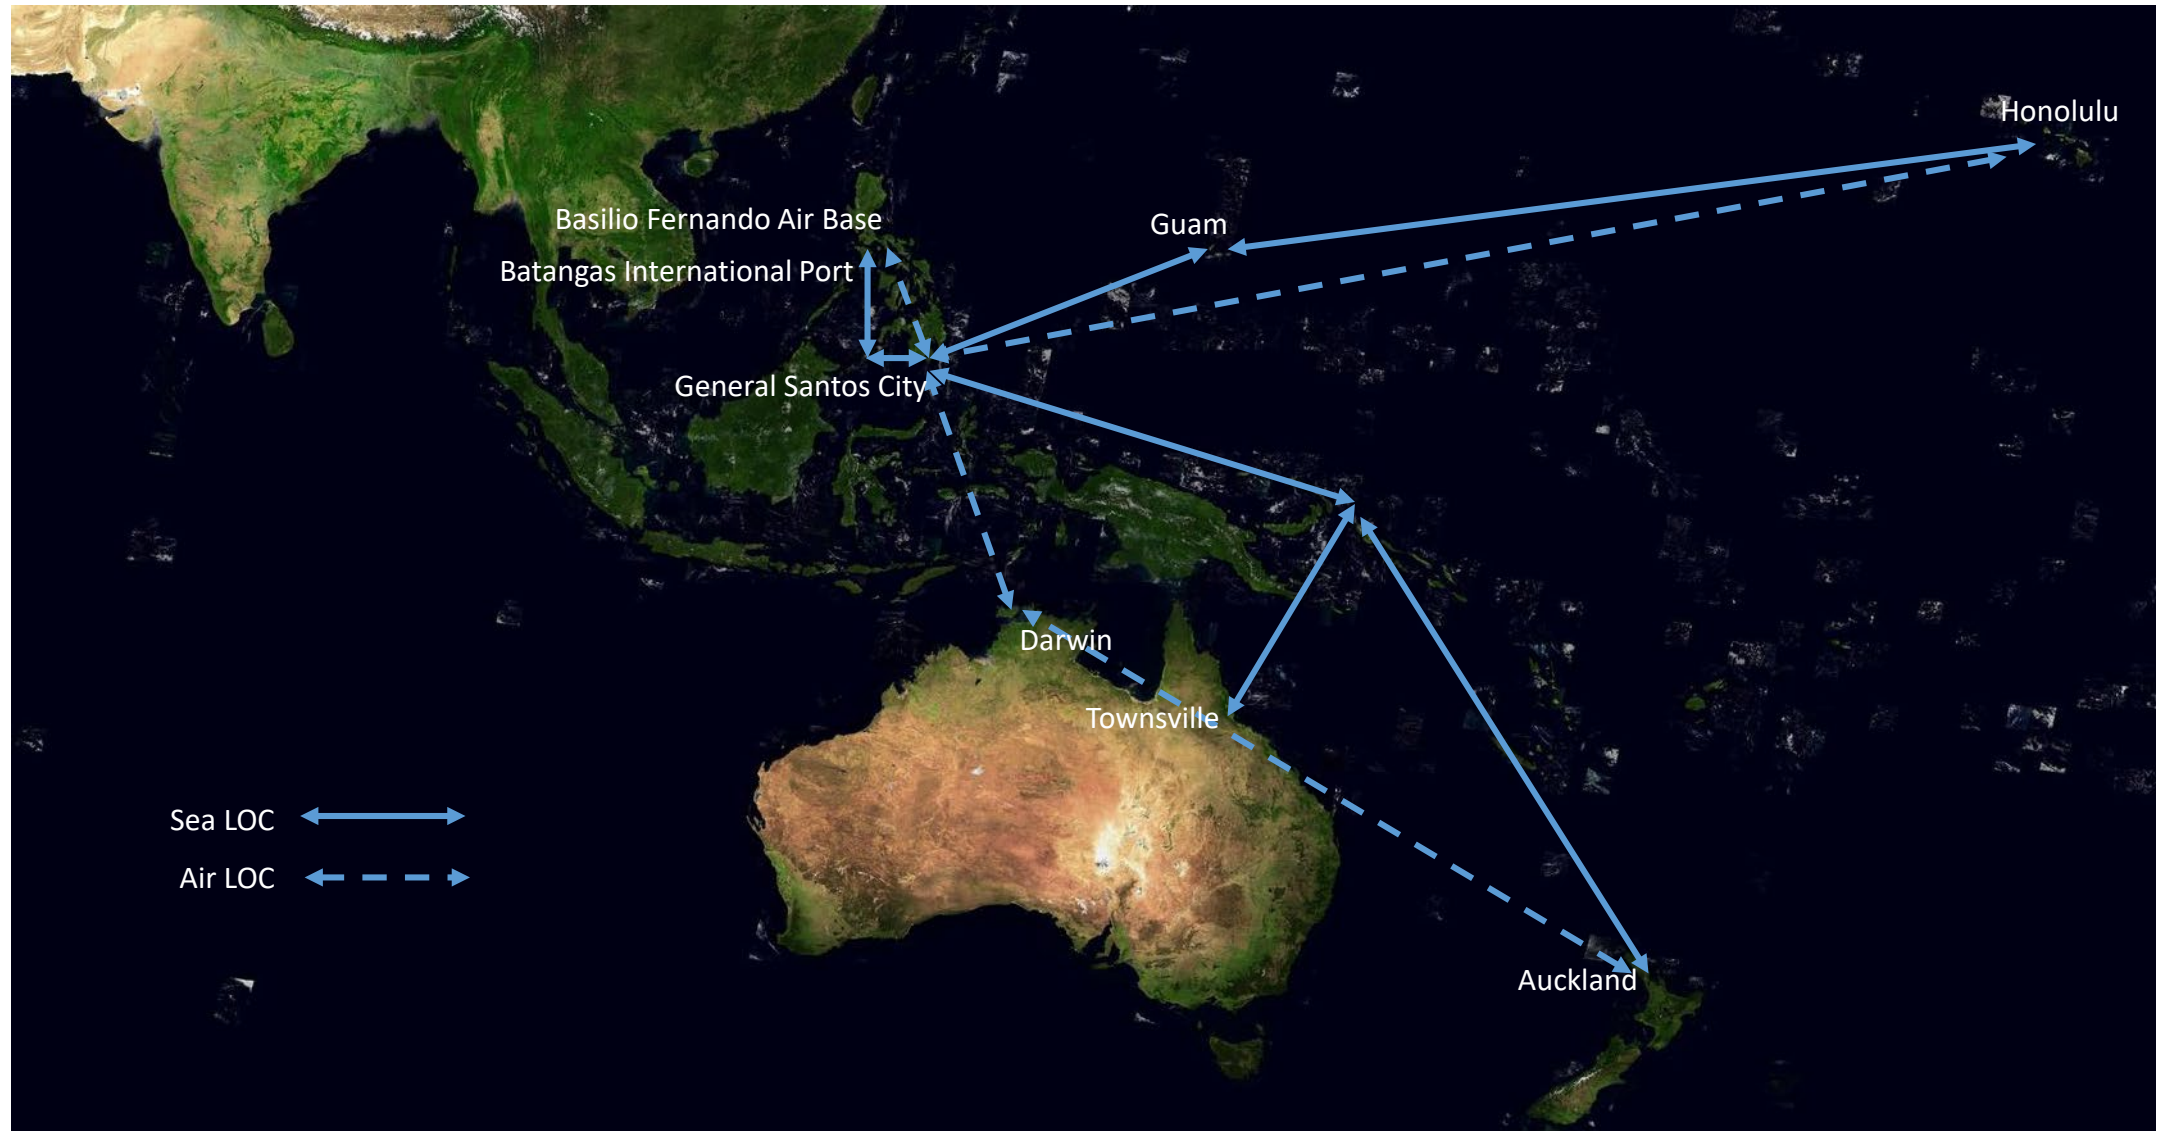 Honolulu
Basilio Fernando Air Base
Guam
Batangas International Port
General Santos City
Darwin
Townsville
Sea LOC
Air LOC
Auckland